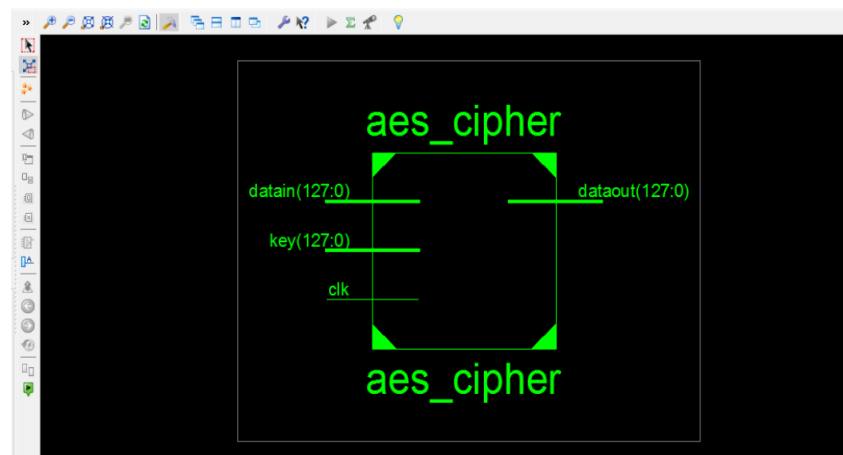 aes_cipher
datain(127:0)
dataout(127:0)
key(127:0)
clk
aes_cipher